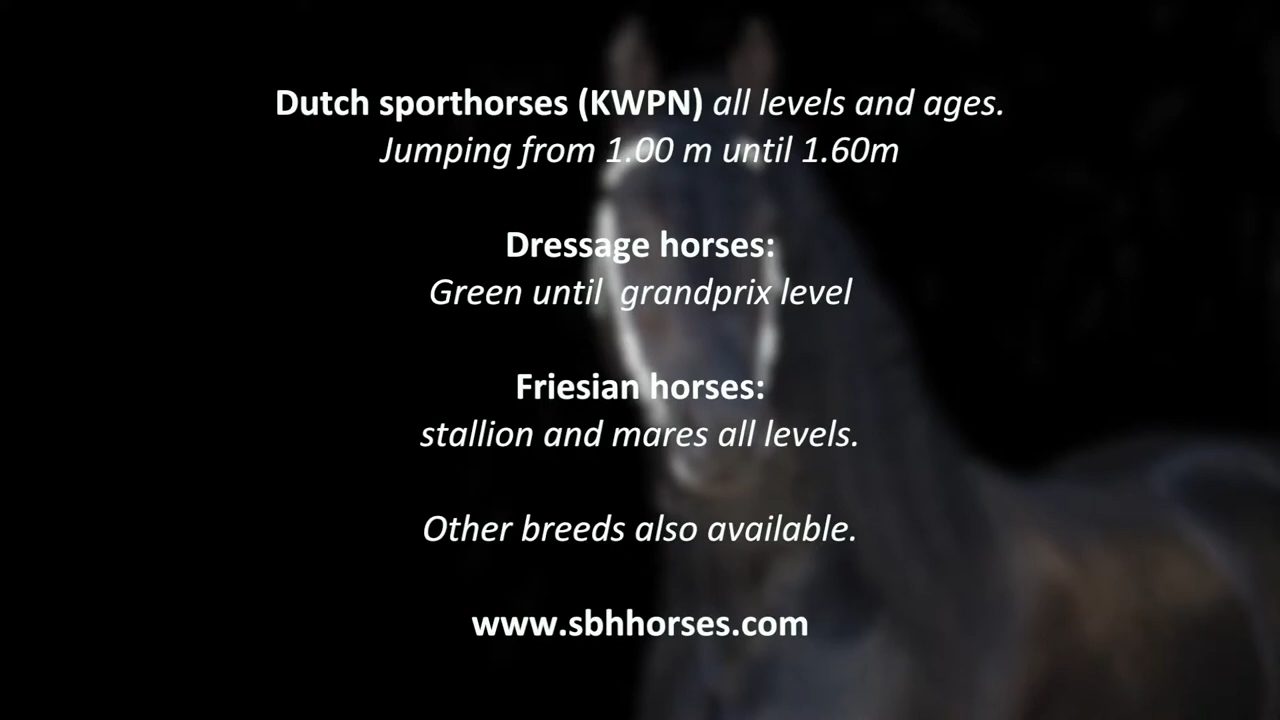 Dutch sporthorses (KWPN) all levels and ages.
Jumping from 1.00 m until 1.60m
Dressage horses:
Green until  grandprix level
Friesian horses:
stallion and mares all levels.
Other breeds also available.
www.sbhhorses.com